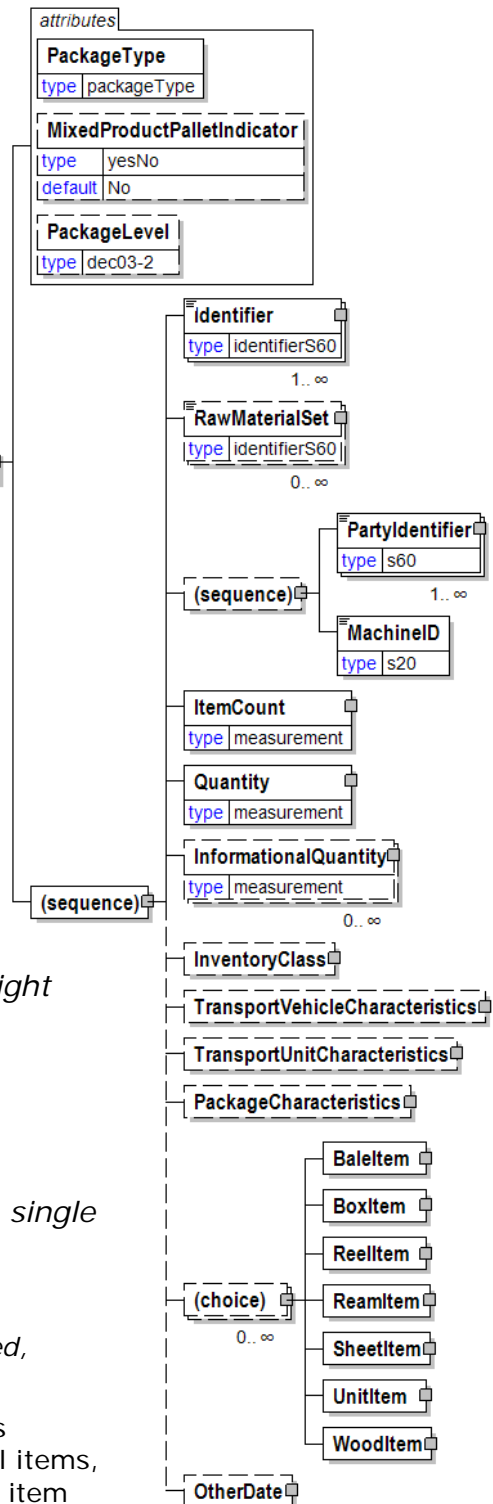 attributes
PackageType
type packageType
MixedProductPalletIndicator
type yesNo
default No
PackageLevel
type dec03-2
Identifier
type identifierS60
1.. ∞
RawMaterialSet
type identifierS60
0.. ∞
PartyIdentifier
type s60
1.. ∞
(sequence)
MachineID
type s20
ItemCount
type measurement
Quantity
type measurement
InformationalQuantity
type measurement
0.. ∞
(sequence)
InventoryClass
TransportVehicleCharacteristics
TransportUnitCharacteristics
PackageCharacteristics
single
BaleItem
BoxItem
ReelItem
(choice)
ReamItem
0.. ∞
SheetItem
UnitItem
items,
WoodItem
item
OtherDate